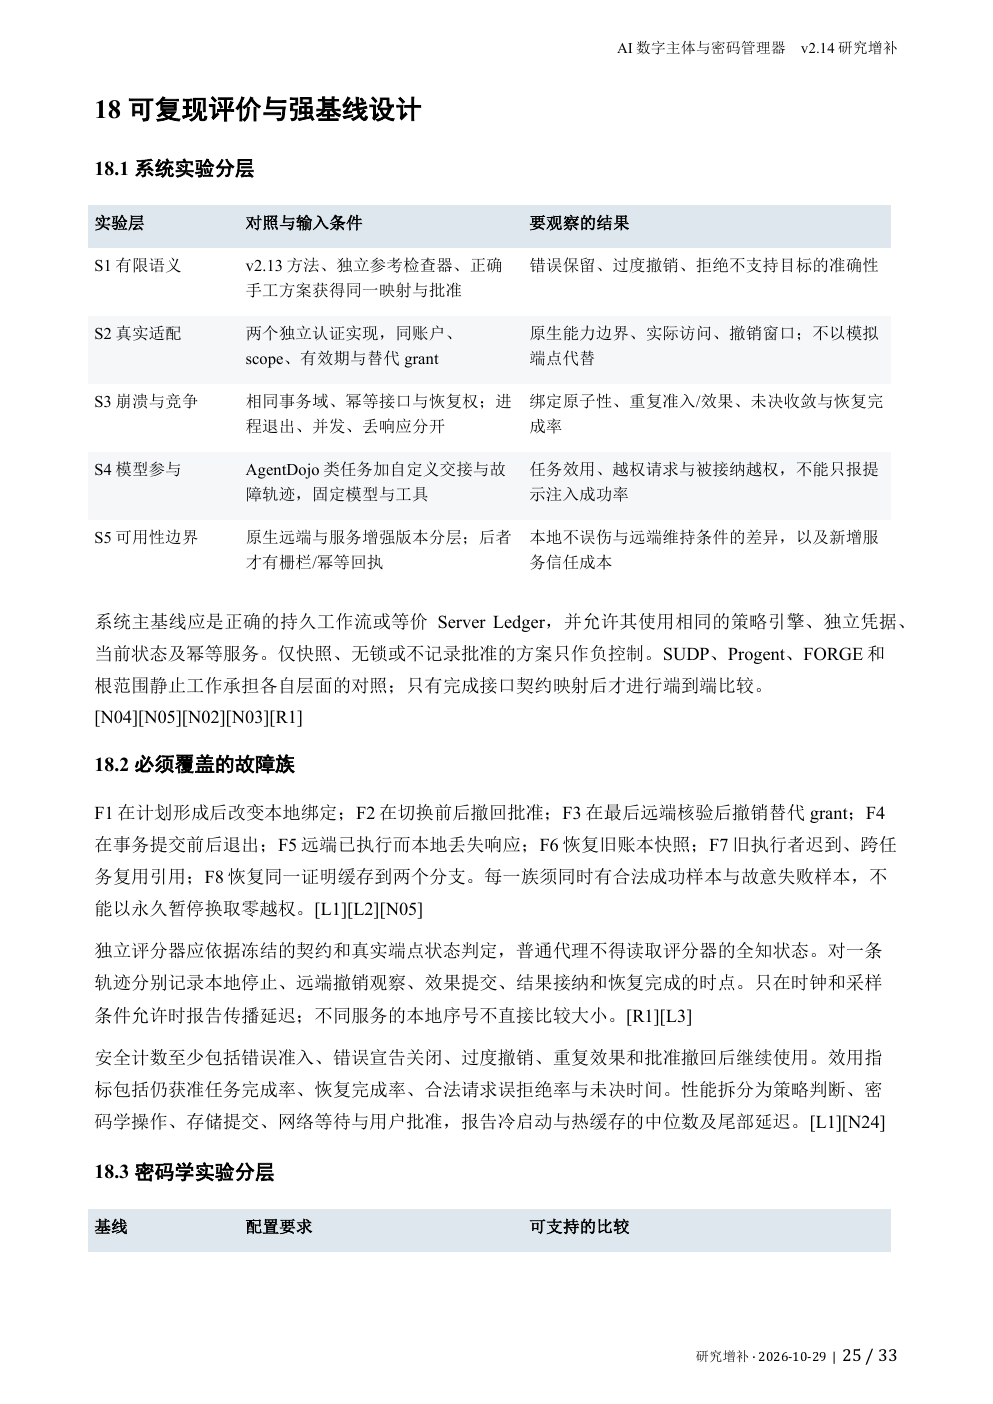 AI 数字主体与密码管理器 v2.14 研究增补
18 可复现评价与强基线设计
18.1 系统实验分层
实验层 对照与输入条件 要观察的结果
S1 有限语义 v2.13 方法、独立参考检查器、正确 错误保留、过度撤销、拒绝不支持目标的准确性
手工方案获得同一映射与批准
S2 真实适配 两个独立认证实现，同账户、 原生能力边界、实际访问、撤销窗口；不以模拟
scope、有效期与替代 grant 端点代替
S3 崩溃与竞争 相同事务域、幂等接口与恢复权；进 绑定原子性、重复准入/效果、未决收敛与恢复完
程退出、并发、丢响应分开 成率
S4 模型参与 AgentDojo 类任务加自定义交接与故 任务效用、越权请求与被接纳越权，不能只报提
障轨迹，固定模型与工具 示注入成功率
S5 可用性边界 原生远端与服务增强版本分层；后者 本地不误伤与远端维持条件的差异，以及新增服
才有栅栏/幂等回执 务信任成本
系统主基线应是正确的持久工作流或等价 Server Ledger，并允许其使用相同的策略引擎、独立凭据、
当前状态及幂等服务。仅快照、无锁或不记录批准的方案只作负控制。SUDP、Progent、FORGE 和
根范围静止工作承担各自层面的对照；只有完成接口契约映射后才进行端到端比较。
[N04][N05][N02][N03][R1]
18.2 必须覆盖的故障族
F1 在计划形成后改变本地绑定；F2 在切换前后撤回批准；F3 在最后远端核验后撤销替代 grant；F4
在事务提交前后退出；F5 远端已执行而本地丢失响应；F6 恢复旧账本快照；F7 旧执行者迟到、跨任
务复用引用；F8 恢复同一证明缓存到两个分支。每一族须同时有合法成功样本与故意失败样本，不
能以永久暂停换取零越权。[L1][L2][N05]
独立评分器应依据冻结的契约和真实端点状态判定，普通代理不得读取评分器的全知状态。对一条
轨迹分别记录本地停止、远端撤销观察、效果提交、结果接纳和恢复完成的时点。只在时钟和采样
条件允许时报告传播延迟；不同服务的本地序号不直接比较大小。[R1][L3]
安全计数至少包括错误准入、错误宣告关闭、过度撤销、重复效果和批准撤回后继续使用。效用指
标包括仍获准任务完成率、恢复完成率、合法请求误拒绝率与未决时间。性能拆分为策略判断、密
码学操作、存储提交、网络等待与用户批准，报告冷启动与热缓存的中位数及尾部延迟。[L1][N24]
18.3 密码学实验分层
基线 配置要求 可支持的比较
研究增补 · 2026-10-29 | 25 / 33